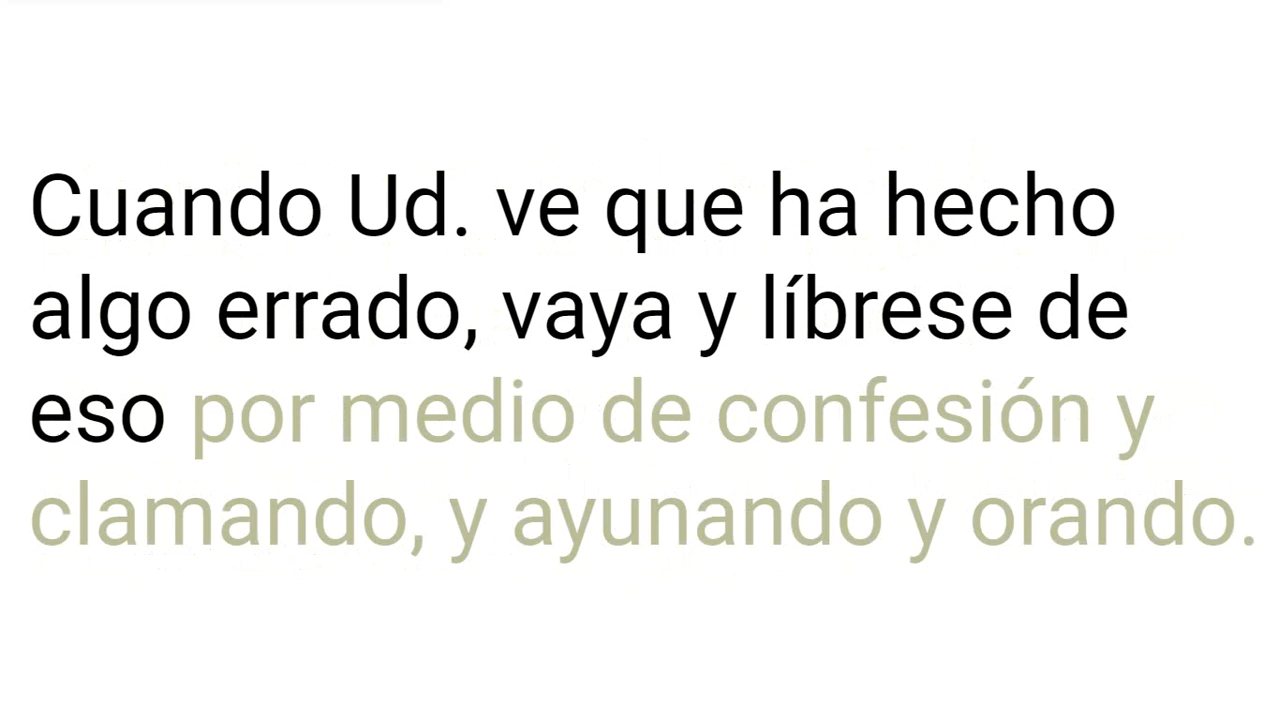 Cuando Ud. ve que ha hecho
algo errado, vaya y líbrese de
eso por medio de confesión y
clamando, y ayunando y orando.